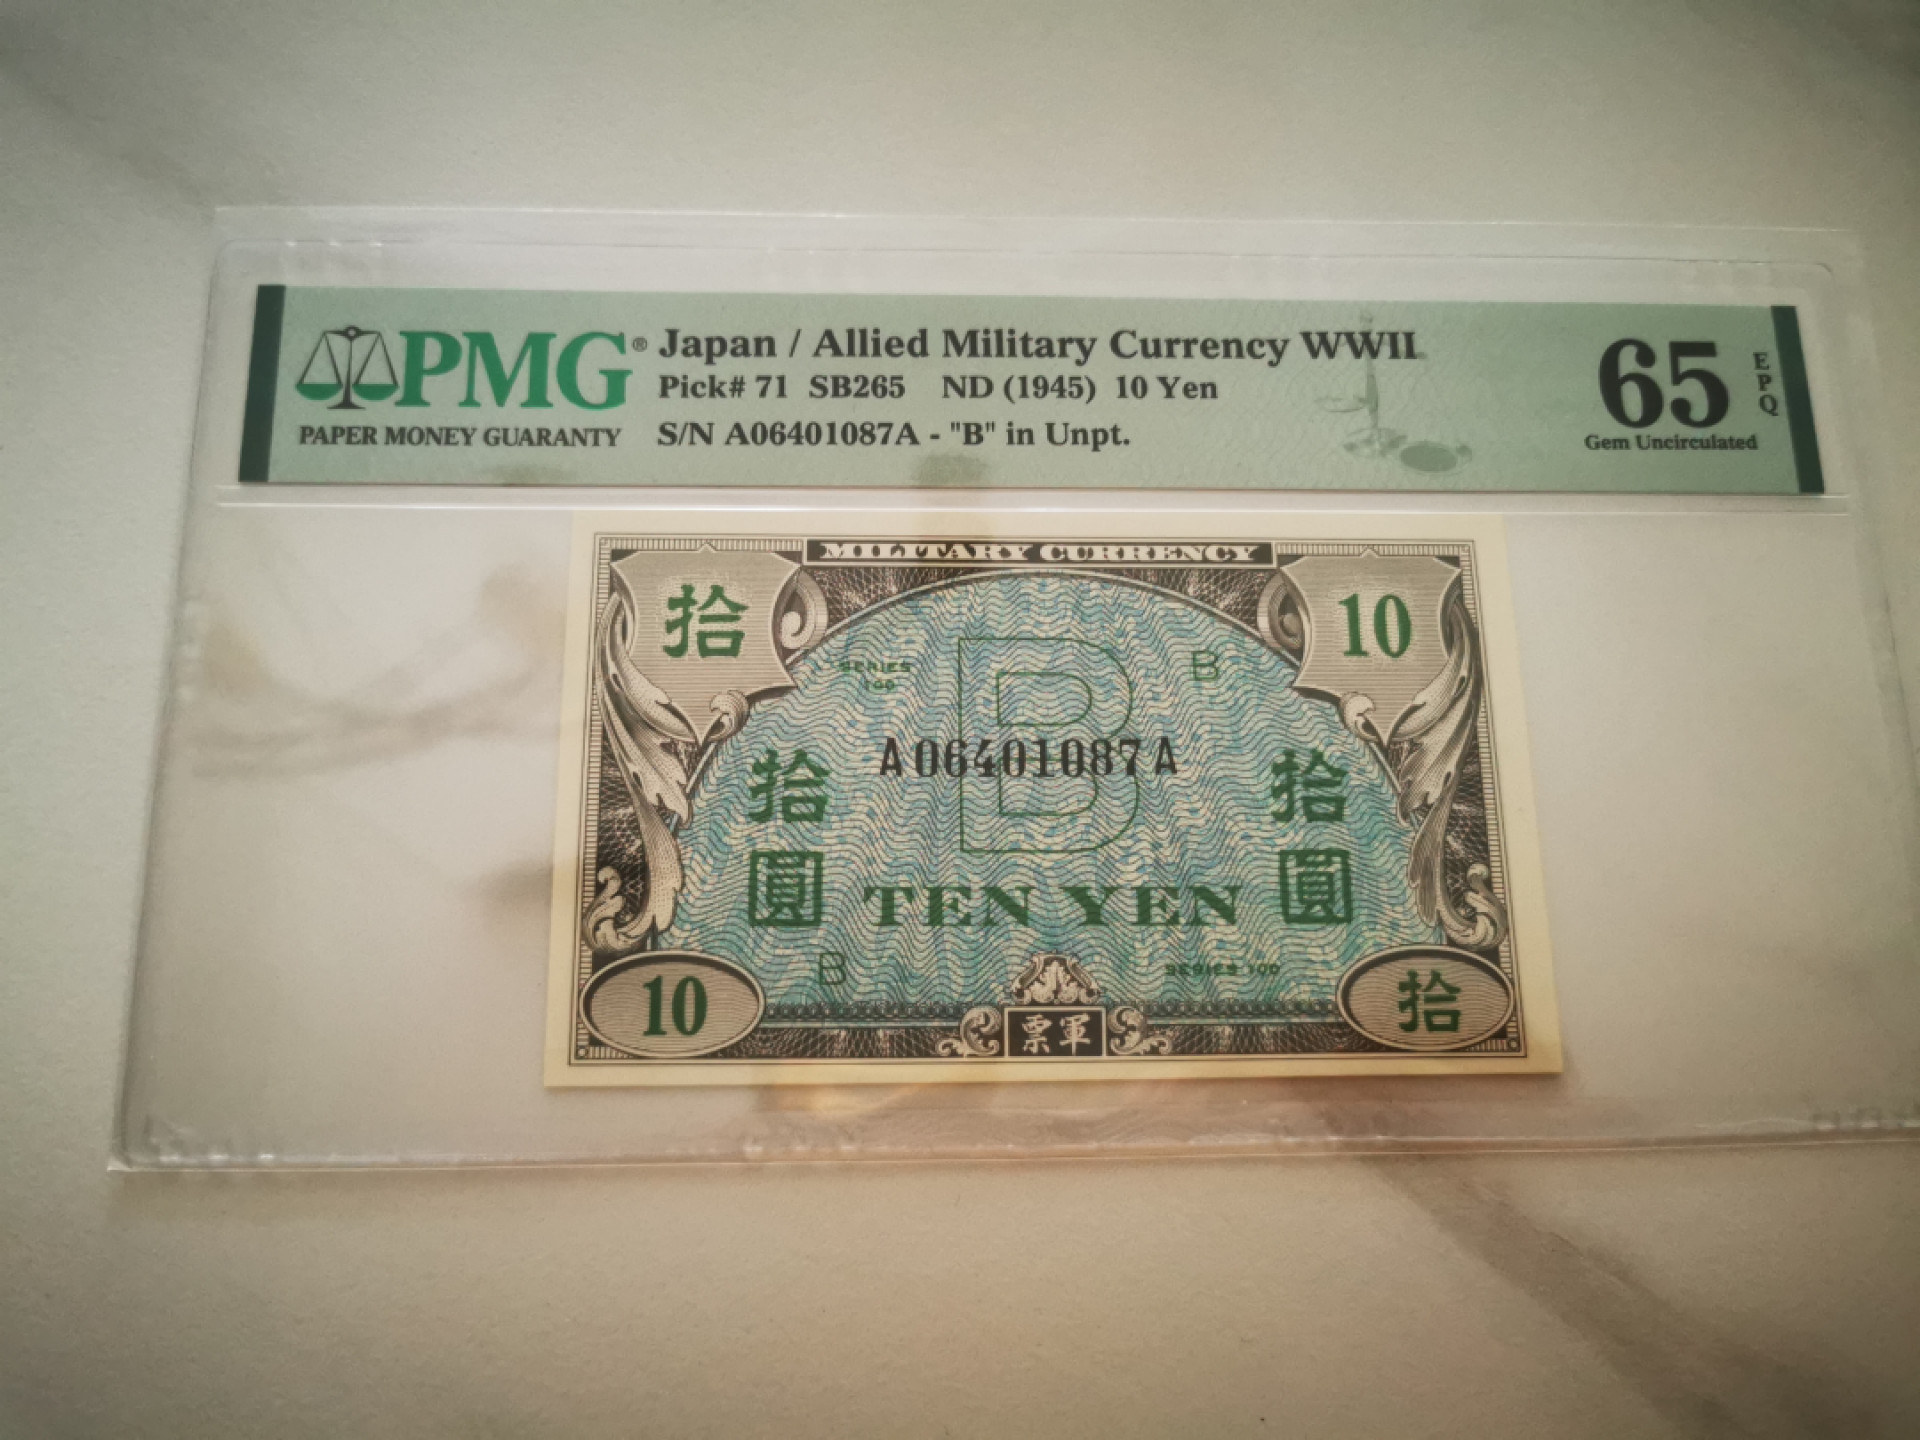 PMG® Japan / Allied Military Currency WWII
Pick# 71 SB265 ND (1945) 10 Yen
PAPER MONEY GUARANTY S/N A06401087A - "B" in Unpt.
65 EPQ
Gem Uncirculated
MILITARY CURRENCY
拾 10
SERIES 100 B
B
A06401087A
拾圓 TEN YEN 拾圓
B SERIES 100
10 票軍 拾